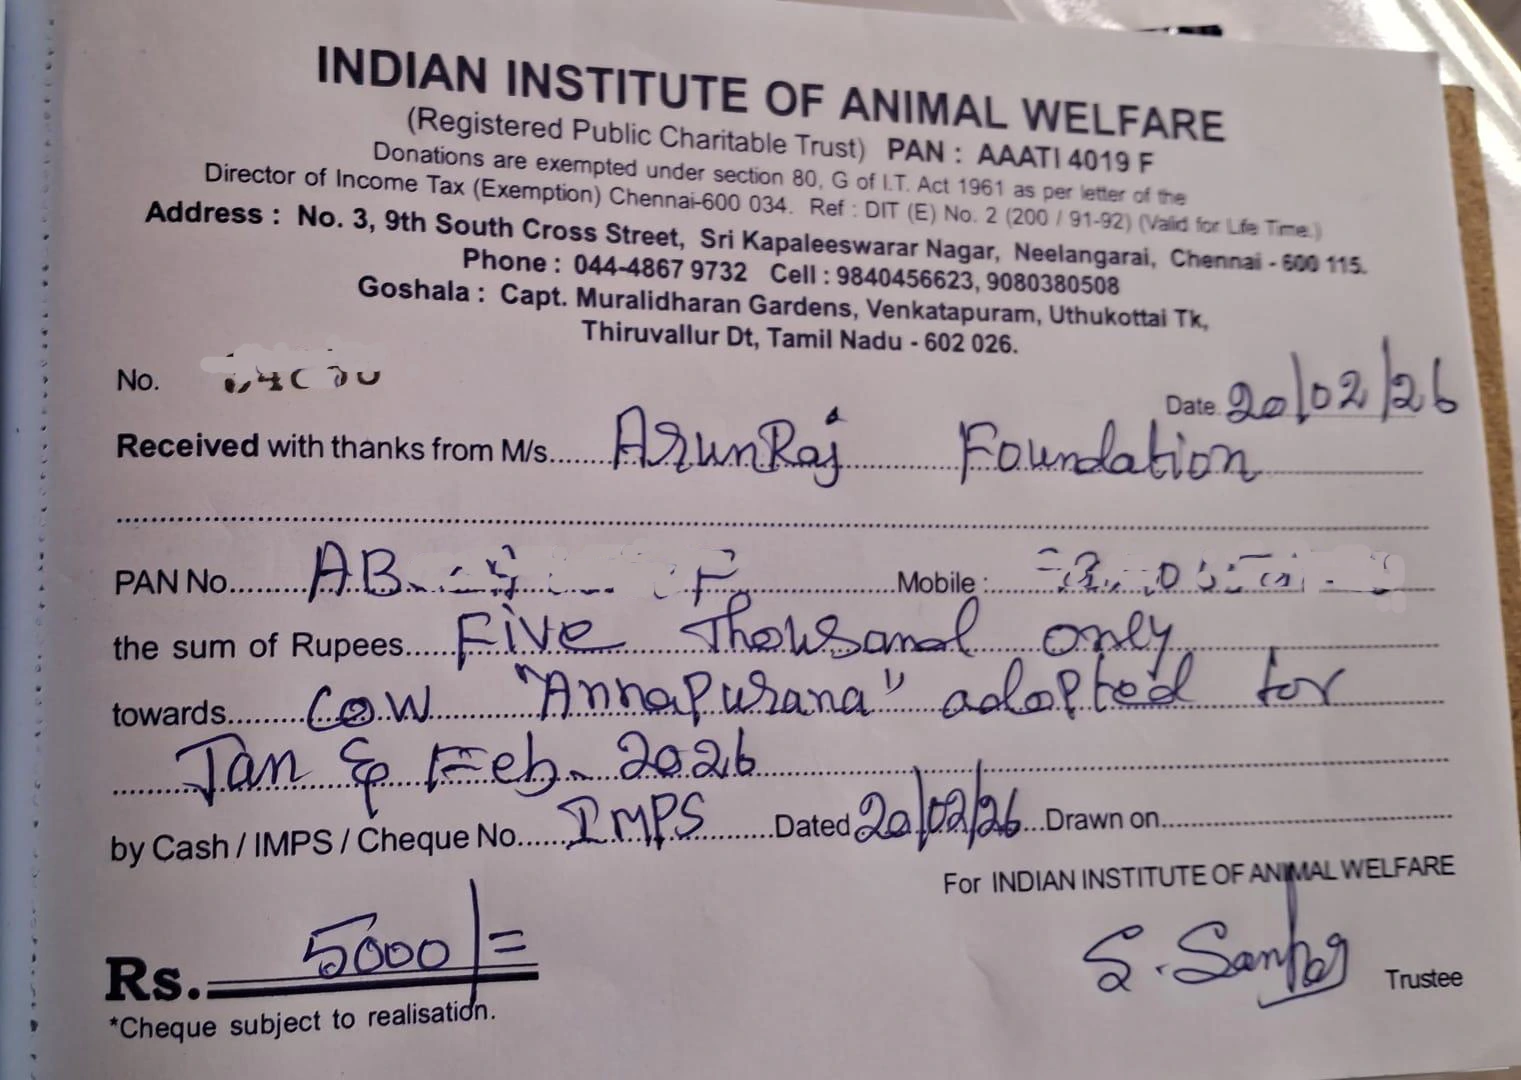 INDIAN INSTITUTE OF ANIMAL WELFARE
(Registered Public Charitable Trust) PAN : AAATI 4019 F
Donations are exempted under section 80, G of I.T. Act 1961 as per letter of the
Director of Income Tax (Exemption) Chennai-600 034. Ref : DIT (E) No. 2 (200 / 91-92) (Valid for Life Time.)
Address : No. 3, 9th South Cross Street, Sri Kapaleeswarar Nagar, Neelangarai, Chennai - 600 115.
Phone : 044-4867 9732 Cell : 9840456623, 9080380508
Goshala : Capt. Muralidharan Gardens, Venkatapuram, Uthukottai Tk,
Thiruvallur Dt, Tamil Nadu - 602 026.
No.
Date. 20/02/26
Received with thanks from M/s. ArunRaj Foundation
PAN No. AB F Mobile :
the sum of Rupees Five Thousand only
towards Cow "Annapurana" adopted for
Jan & Feb. 2026
by Cash / IMPS / Cheque No. IMPS Dated 20/02/26 Drawn on
For INDIAN INSTITUTE OF ANIMAL WELFARE
Rs. 5000/=
S. Sankar
Trustee
*Cheque subject to realisation.